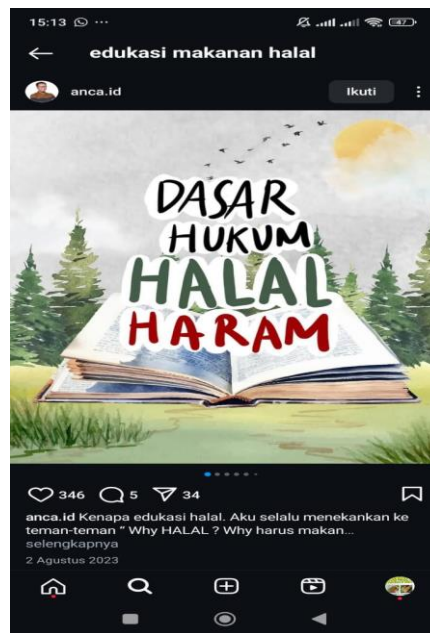 15:13
47
edukasi makanan halal
anca.id
Ikuti
DASAR
HUKUM
HALAL
HARAM
346 5 34
anca.id Kenapa edukasi halal. Aku selalu menekankan ke
teman-teman “ Why HALAL ? Why harus makan...
selengkapnya
2 Agustus 2023